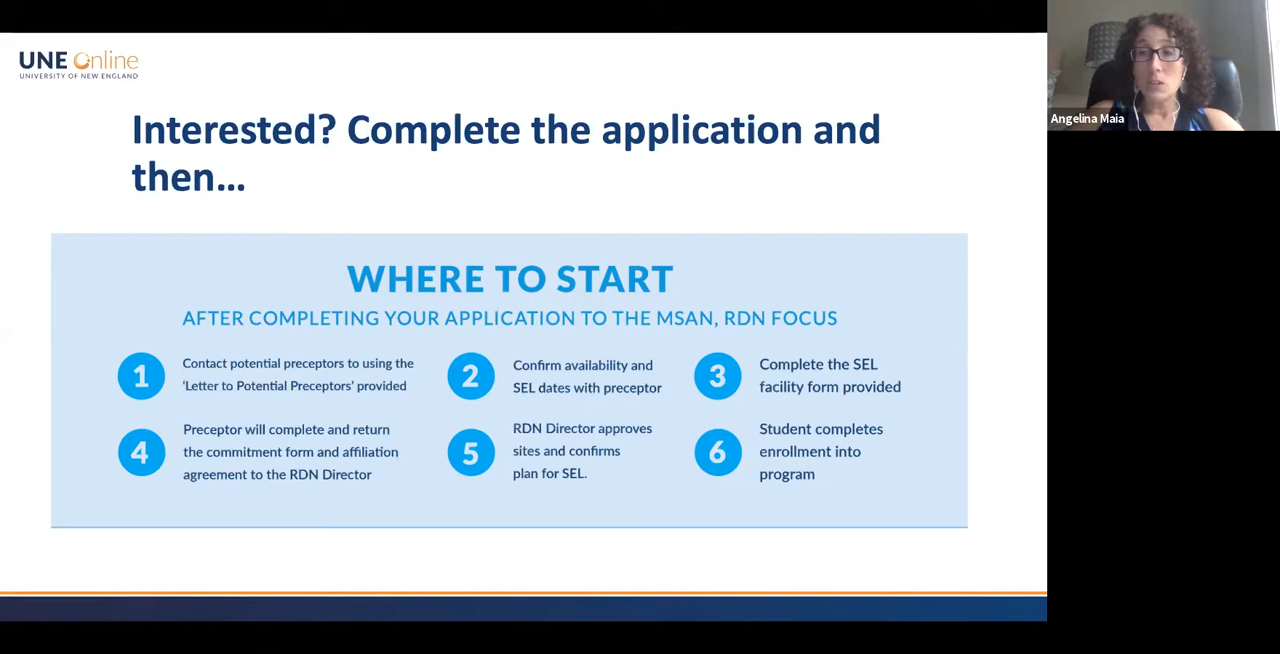 UNE Online
UNIVERSITY OF NEW ENGLAND
Angelina Maia
Interested? Complete the application and
then…
WHERE TO START
AFTER COMPLETING YOUR APPLICATION TO THE MSAN, RDN FOCUS
1
Contact potential preceptors to using the
'Letter to Potential Preceptors' provided
2
Confirm availability and
SEL dates with preceptor
3
Complete the SEL
facility form provided
4
Preceptor will complete and return
the commitment form and affiliation
agreement to the RDN Director
5
RDN Director approves
sites and confirms
plan for SEL.
6
Student completes
enrollment into
program